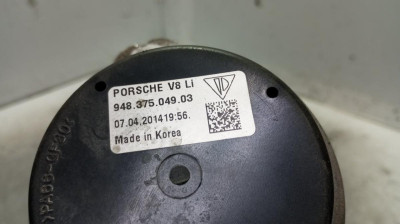 PORSCHE V8 Li
948.375.049.03
07.04.201419:56.
Made in Korea